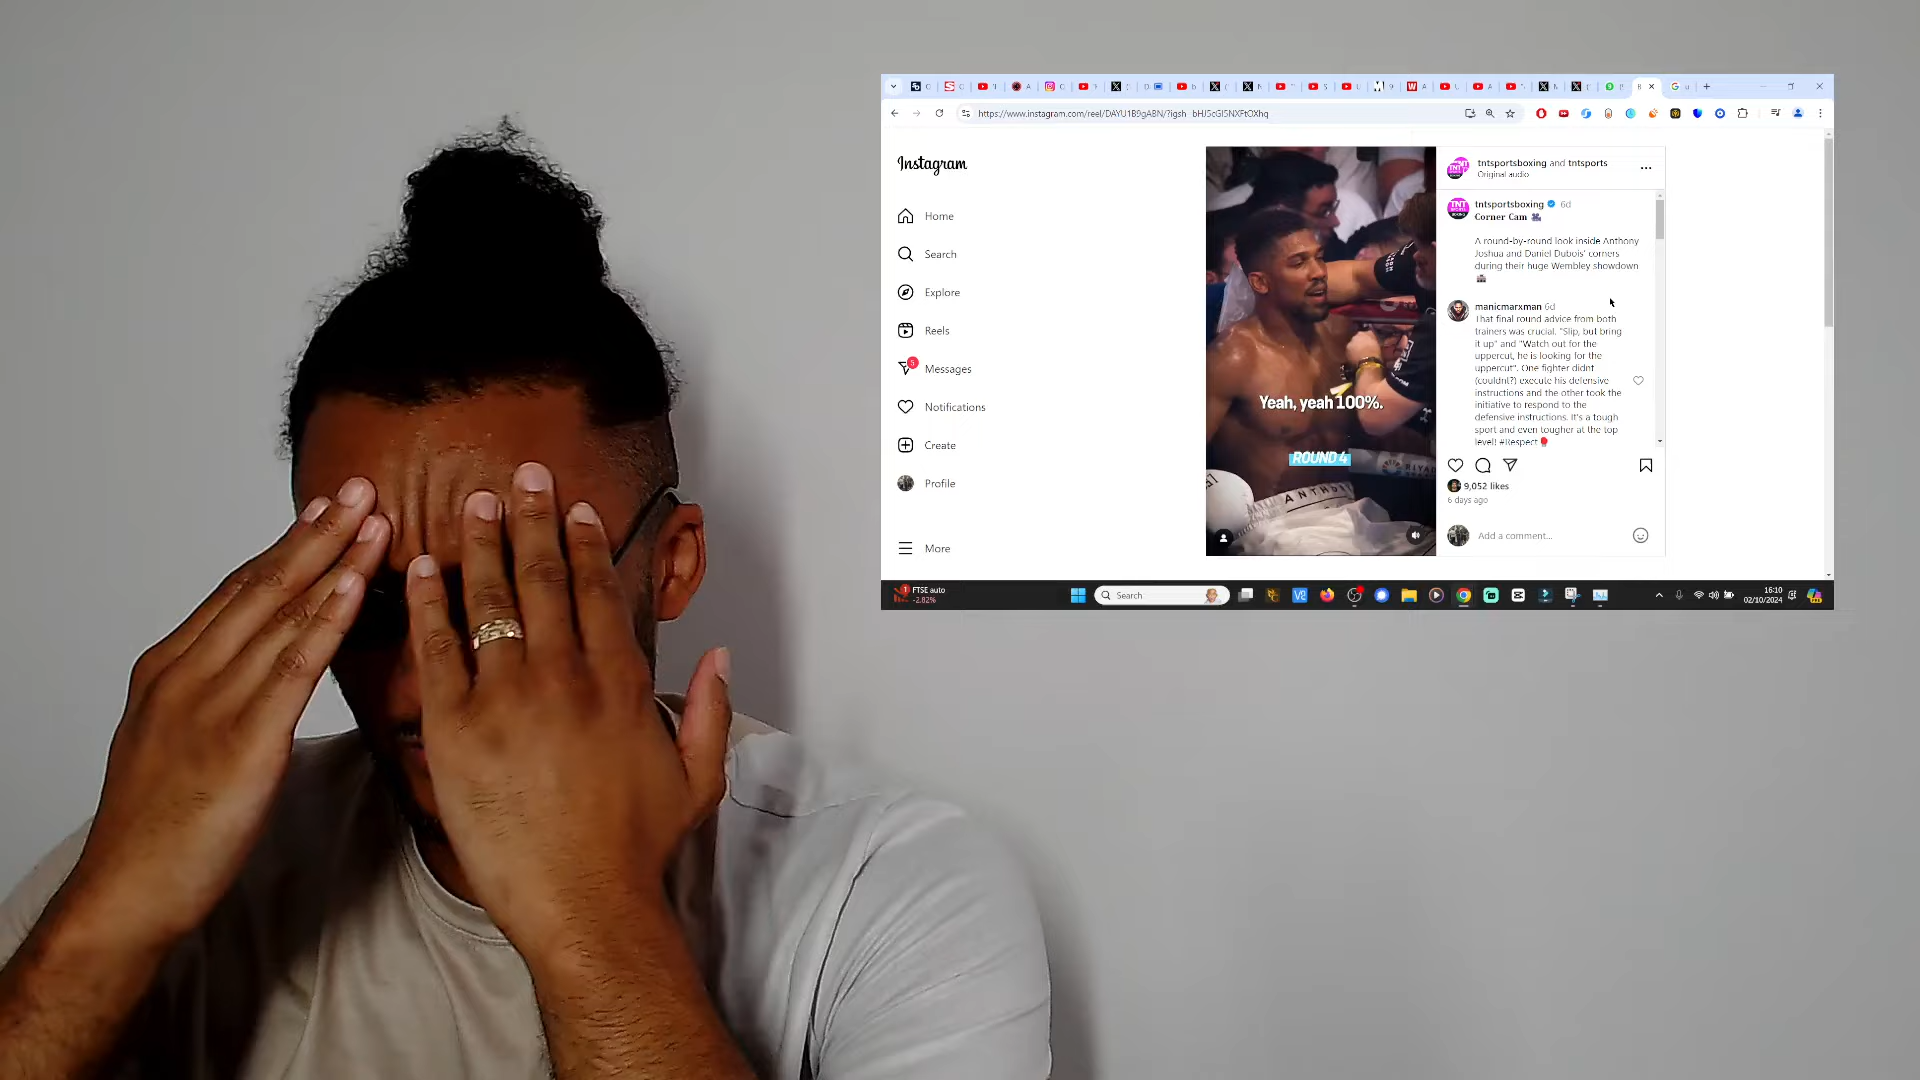 https://www.instagram.com/reel/DAYU1B9gABN/?igsh
Instagram
Home
Search
Explore
Reels
5
Messages
Notifications
Create
Profile
More
Yeah, yeah 100%.
ROUND 4
ANTHO
RIYAD
tntsportsboxing and tntsports
Original audio
tntsportsboxing 6d
Corner Cam
A round-by-round look inside Anthony
Joshua and Daniel Dubois' corners
during their huge Wembley showdown
manicmarxman 6d
That final round advice from both
trainers was crucial. "Slip, but bring
it up" and "Watch out for the
uppercut, he is looking for the
uppercut". One fighter didnt
(couldnt?) execute his defensive
instructions and the other took the
initiative to respond to the
defensive instructions. It's a tough
sport and even tougher at the top
level! #Respect
9,052 likes
6 days ago
Add a comment...
1
FTSE auto
-2.82%
Search
16:10
02/10/2024